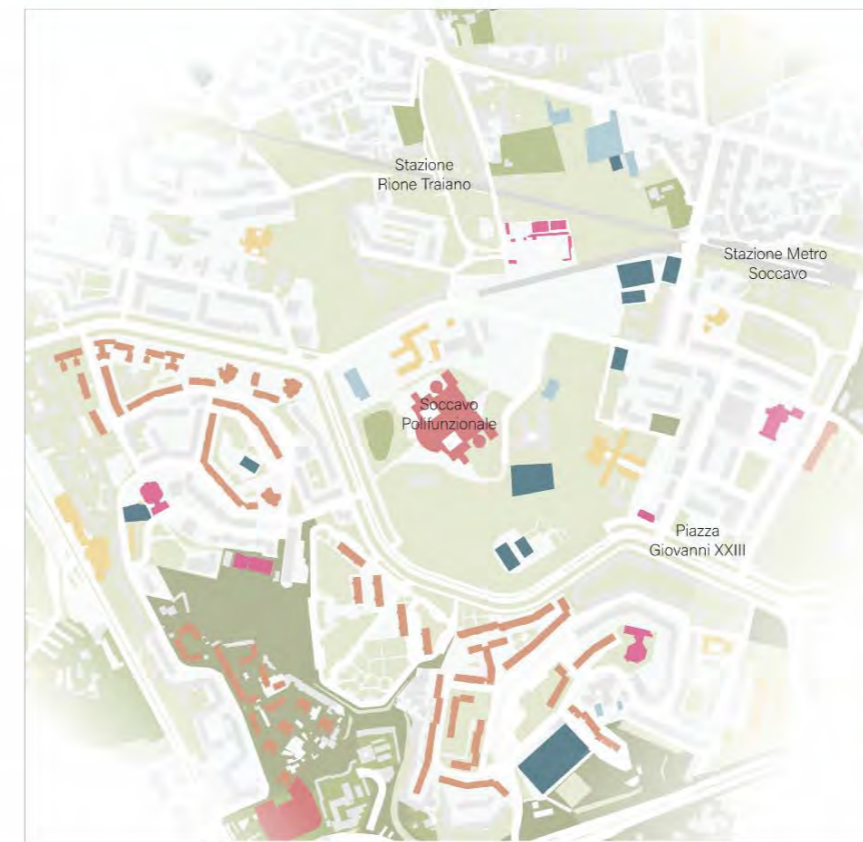 Stazione
Rione Traiano
Stazione Metro
Soccavo
Soccavo
Polifunzionale
Piazza
Giovanni XXIII